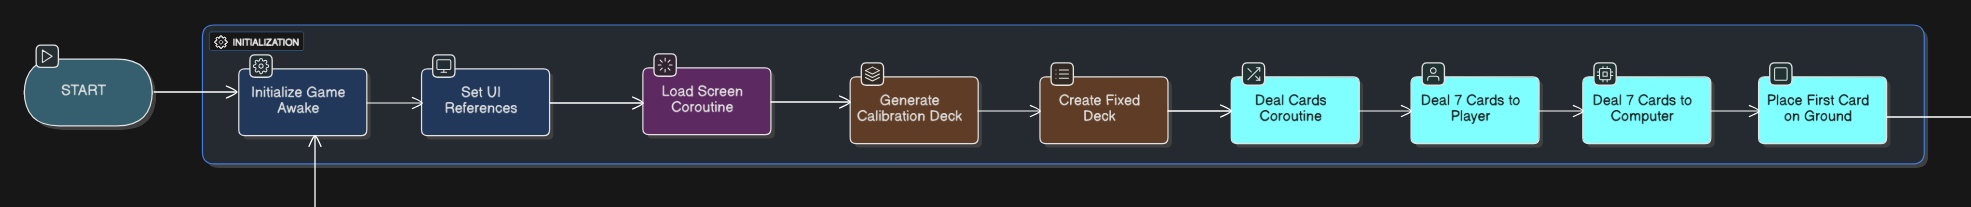 INITIALIZATION
START
Initialize Game
Awake
Set UI
References
Load Screen
Coroutine
Generate
Calibration Deck
Create Fixed
Deck
Deal Cards
Coroutine
Deal 7 Cards to
Player
Deal 7 Cards to
Computer
Place First Card
on Ground